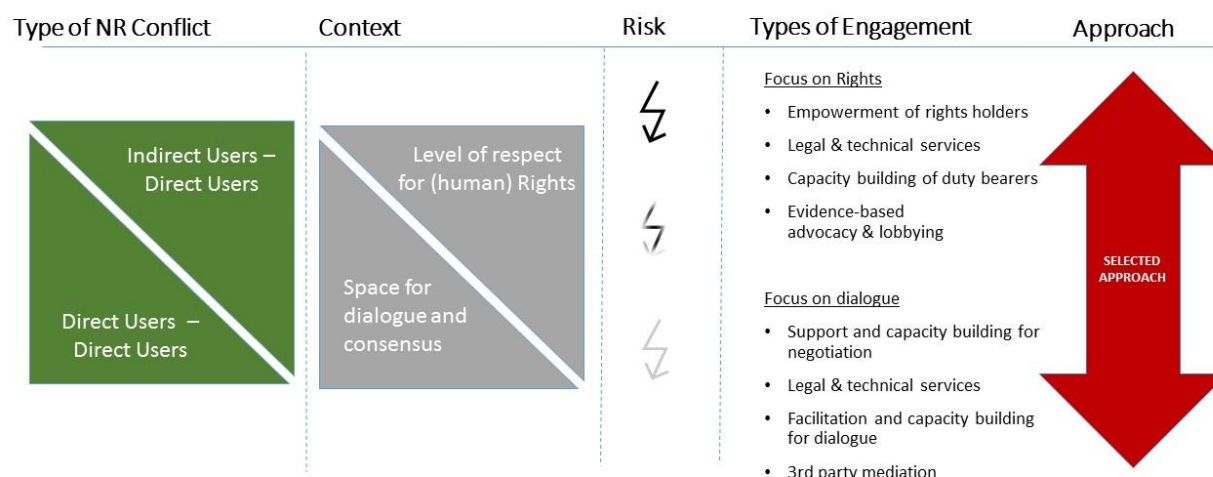 Type of NR Conflict
Context
Risk
Types of Engagement
Approach
Indirect Users –
Direct Users
Direct Users –
Direct Users
Level of respect
for (human) Rights
Space for
dialogue and
consensus
Focus on Rights
• Empowerment of rights holders
• Legal & technical services
• Capacity building of duty bearers
• Evidence-based
advocacy & lobbying
Focus on dialogue
• Support and capacity building for
negotiation
• Legal & technical services
• Facilitation and capacity building
for dialogue
• 3rd party mediation
SELECTED
APPROACH